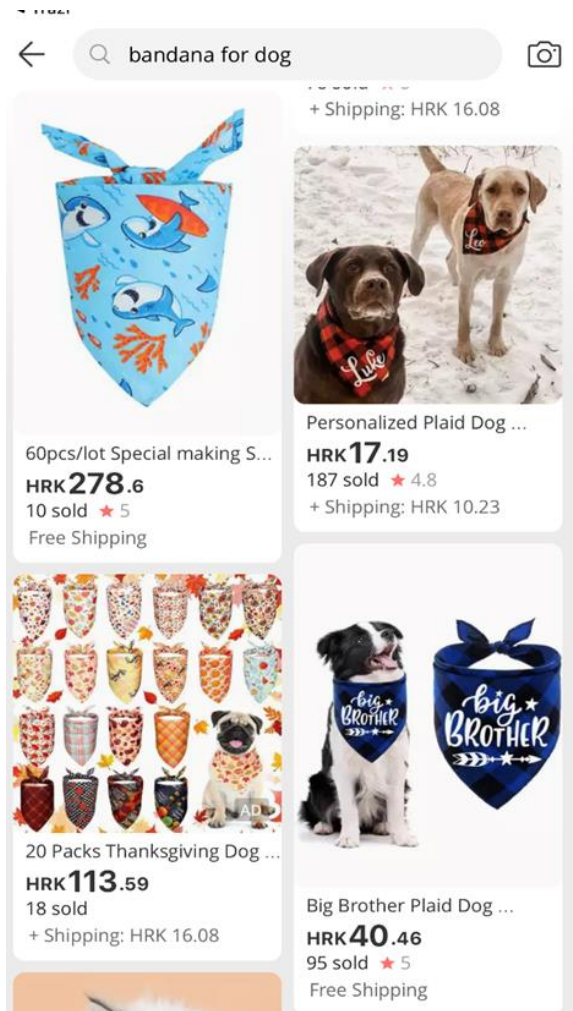 bandana for dog
60pcs/lot Special making S...
HRK278.6
10 sold ★ 5
Free Shipping
AD
20 Packs Thanksgiving Dog ...
HRK113.59
18 sold
+ Shipping: HRK 16.08
+ Shipping: HRK 16.08
Leo
Luke
Personalized Plaid Dog ...
HRK17.19
187 sold ★ 4.8
+ Shipping: HRK 10.23
big
BROTHER
big
BROTHER
Big Brother Plaid Dog ...
HRK40.46
95 sold ★ 5
Free Shipping